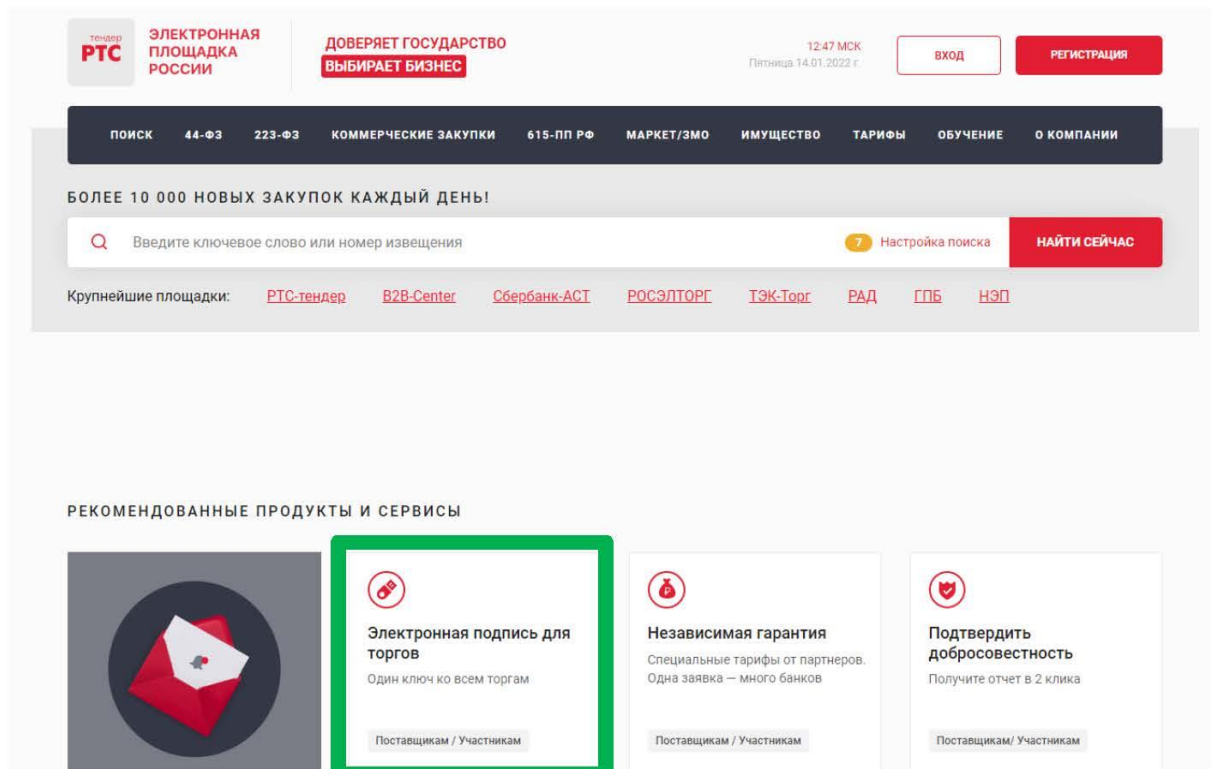 тендер
РТС
ЭЛЕКТРОННАЯ
ПЛОЩАДКА
РОССИИ
ДОВЕРЯЕТ ГОСУДАРСТВО
ВЫБИРАЕТ БИЗНЕС
12:47 МСК
Пятница 14.01.2022 г.
ВХОД
РЕГИСТРАЦИЯ
ПОИСК 44-ФЗ 223-ФЗ КОММЕРЧЕСКИЕ ЗАКУПКИ 615-ПП РФ МАРКЕТ/ЗМО ИМУЩЕСТВО ТАРИФЫ ОБУЧЕНИЕ О КОМПАНИИ
БОЛЕЕ 10 000 НОВЫХ ЗАКУПОК КАЖДЫЙ ДЕНЬ!
Введите ключевое слово или номер извещения 7 Настройка поиска НАЙТИ СЕЙЧАС
Крупнейшие площадки: РТС-тендер B2B-Center Сбербанк-АСТ РОСЭЛТОРГ ТЭК-Торг РАД ГПБ НЭП
РЕКОМЕНДОВАННЫЕ ПРОДУКТЫ И СЕРВИСЫ
Электронная подпись для
торгов
Один ключ ко всем торгам
Поставщикам / Участникам
Независимая гарантия
Специальные тарифы от партнеров.
Одна заявка — много банков
Поставщикам / Участникам
Подтвердить
добросовестность
Получите отчет в 2 клика
Поставщикам/ Участникам